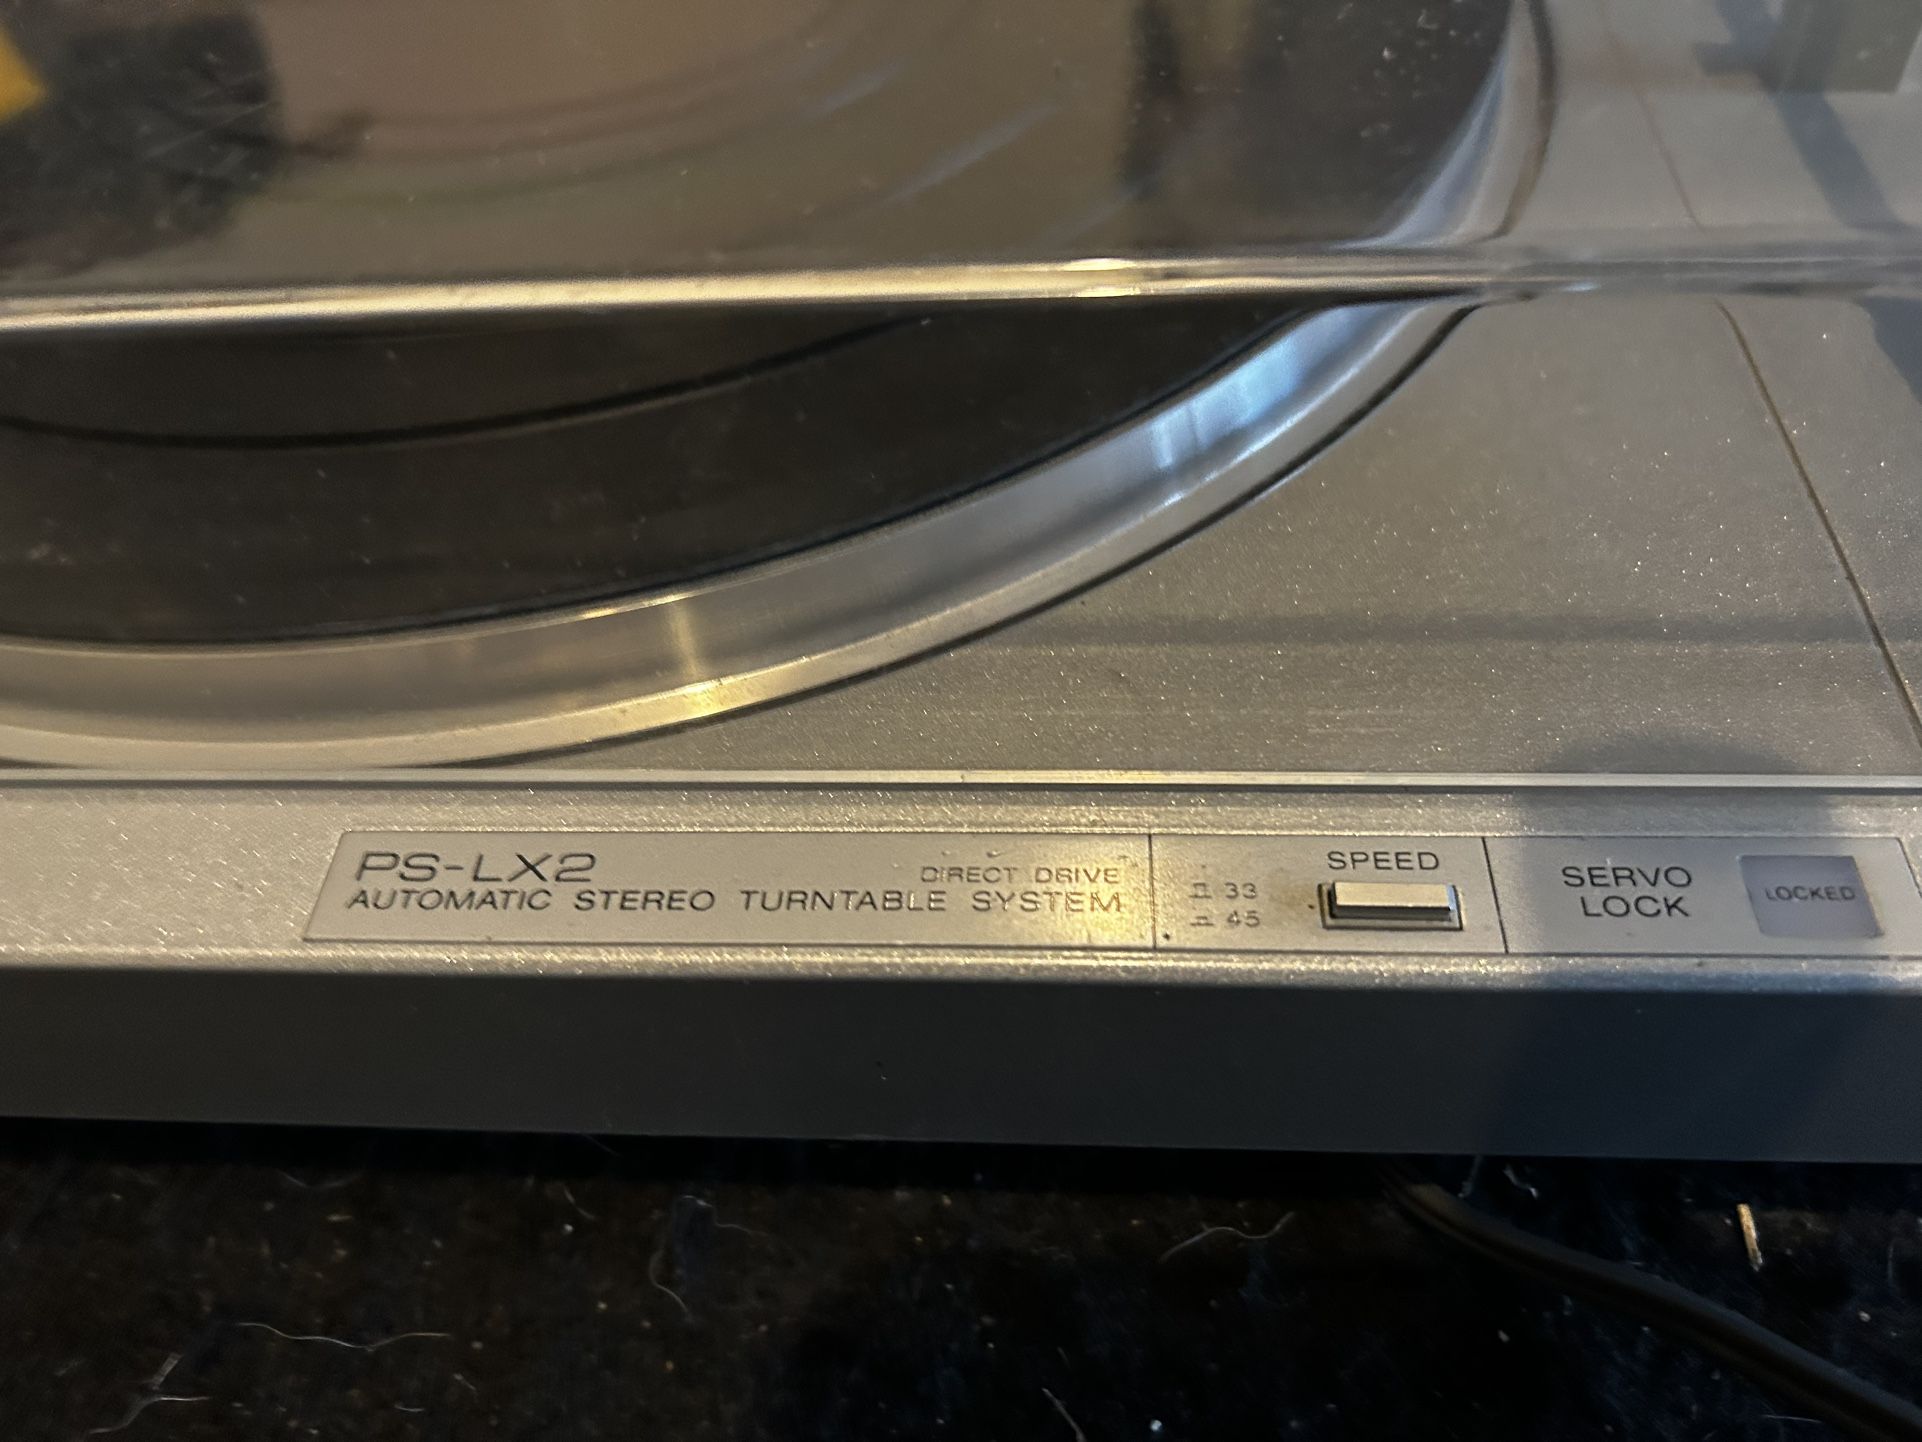 PS-LX2
DIRECT DRIVE
AUTOMATIC STEREO TURNTABLE SYSTEM
33
45
SPEED
SERVO
LOCK
LOCKED